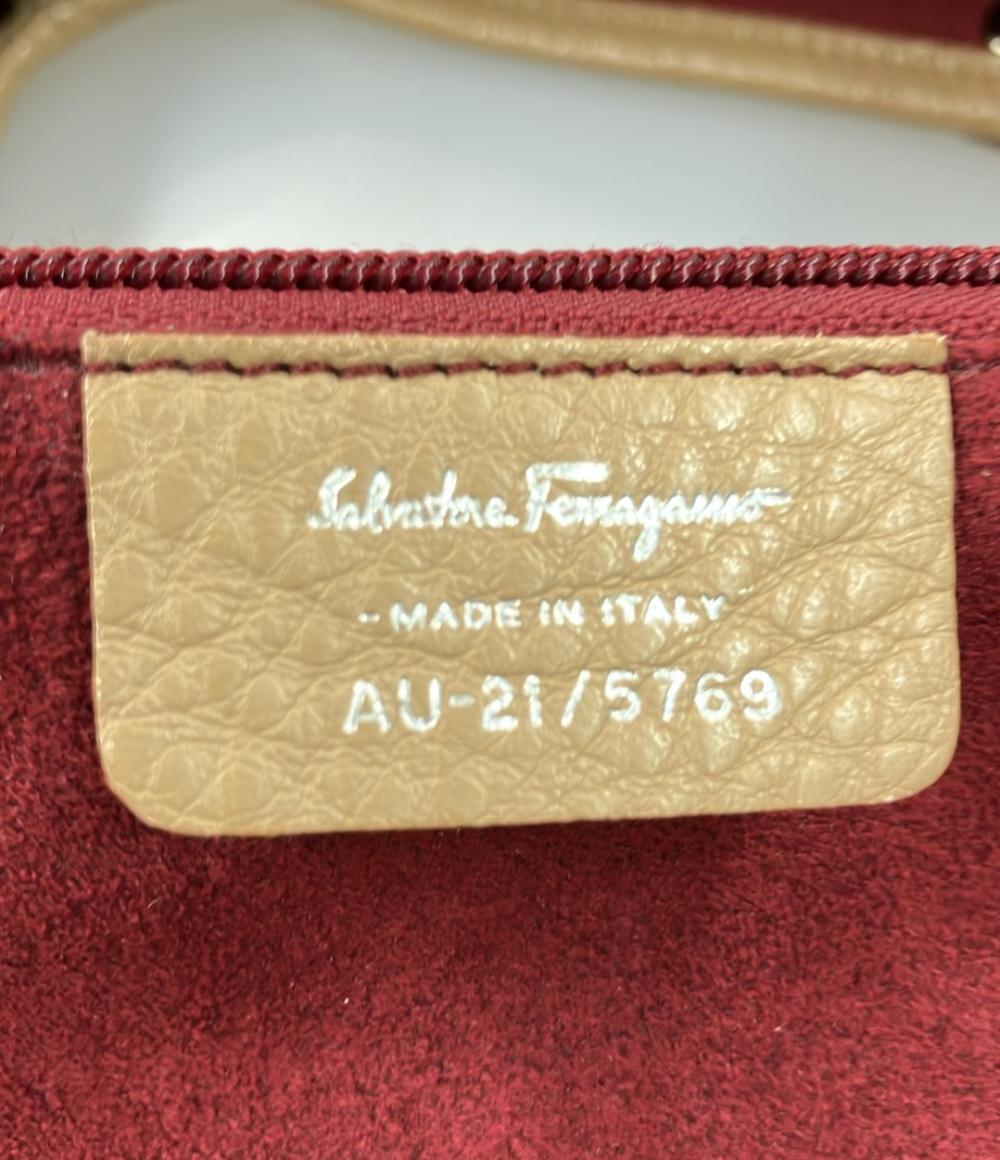 Salvatore Ferragamo
- MADE IN ITALY -
AU-21/5769